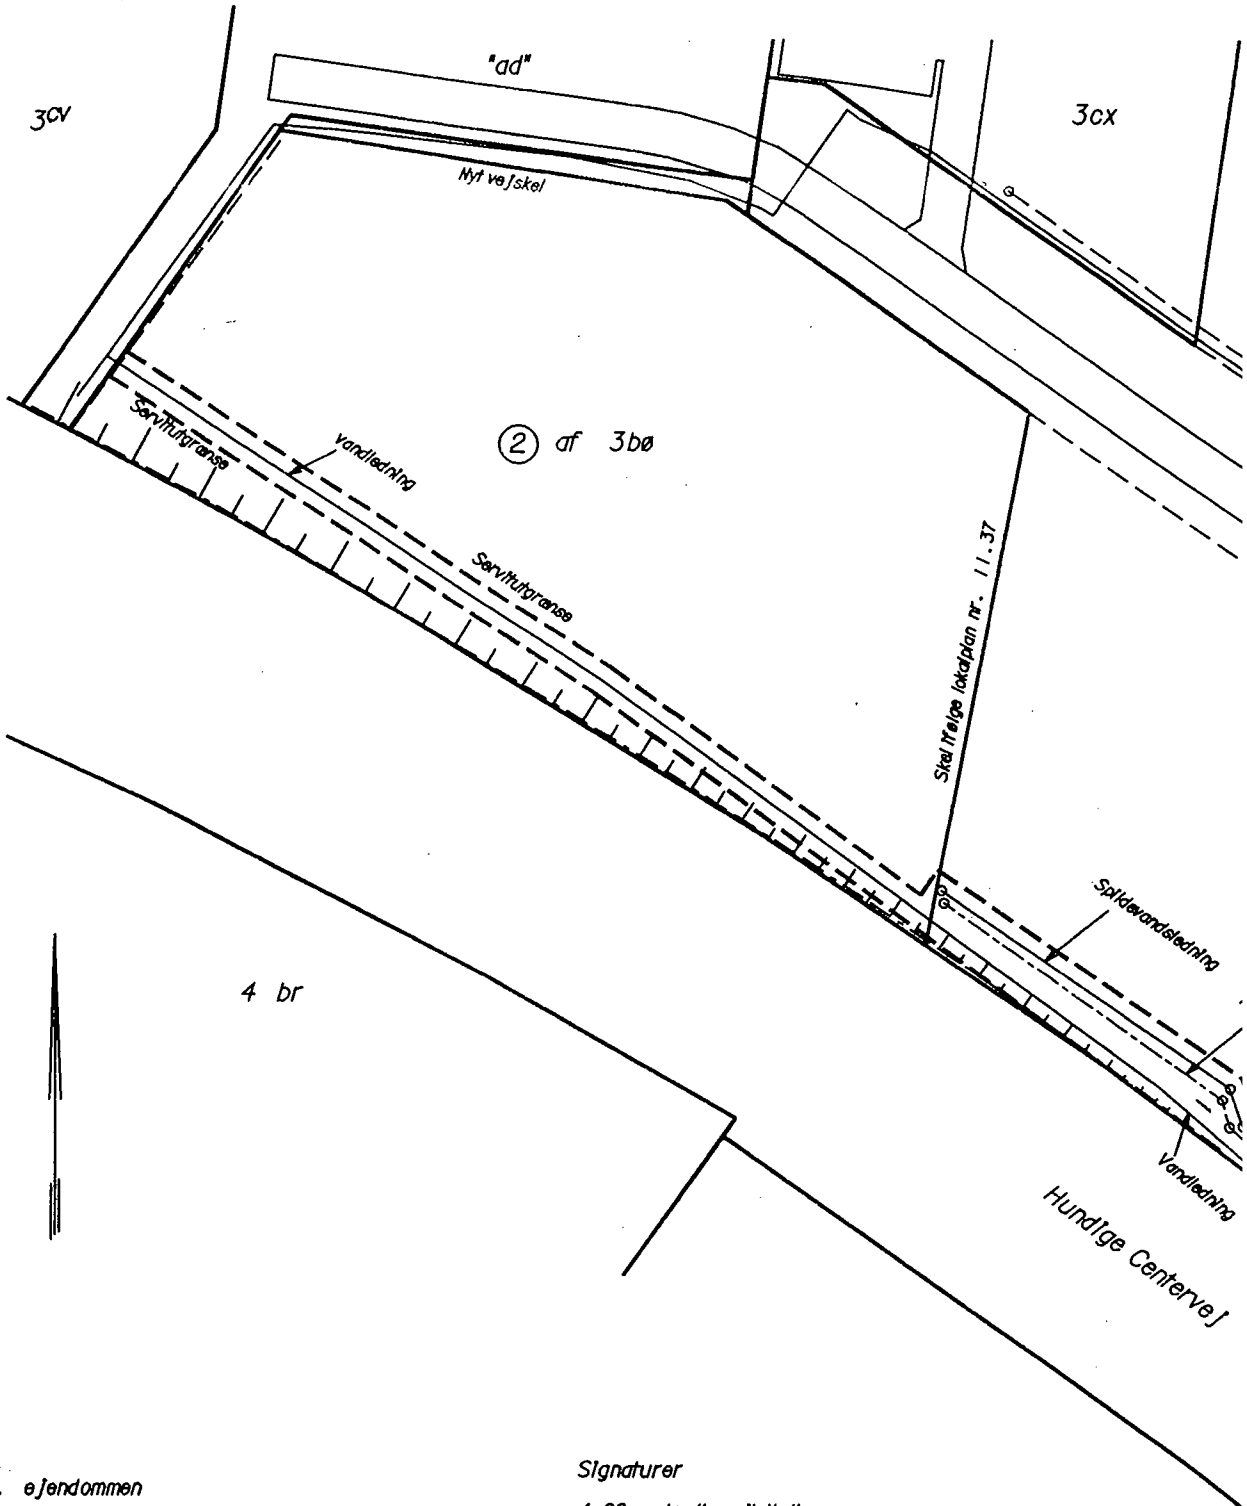 "ad"
3cv
3cx
Nyt vejskel
Servitutgrænse
vandledning
2 af 3bø
Servitutgrænse
Skel ifølge lokalplan nr. 11.37
Spildevandsledning
4 br
Vandledning
Hundige Centervej
Signaturer
ejendommen